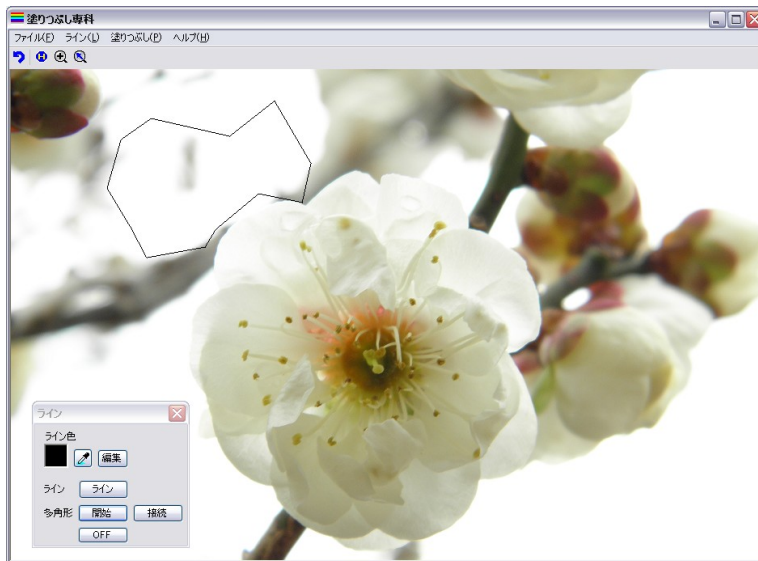 塗りつぶし専科
ファイル(F) ライン(L) 塗りつぶし(P) ヘルプ(H)
ライン
ライン色
編集
ライン ライン
多角形 開始 接続
OFF